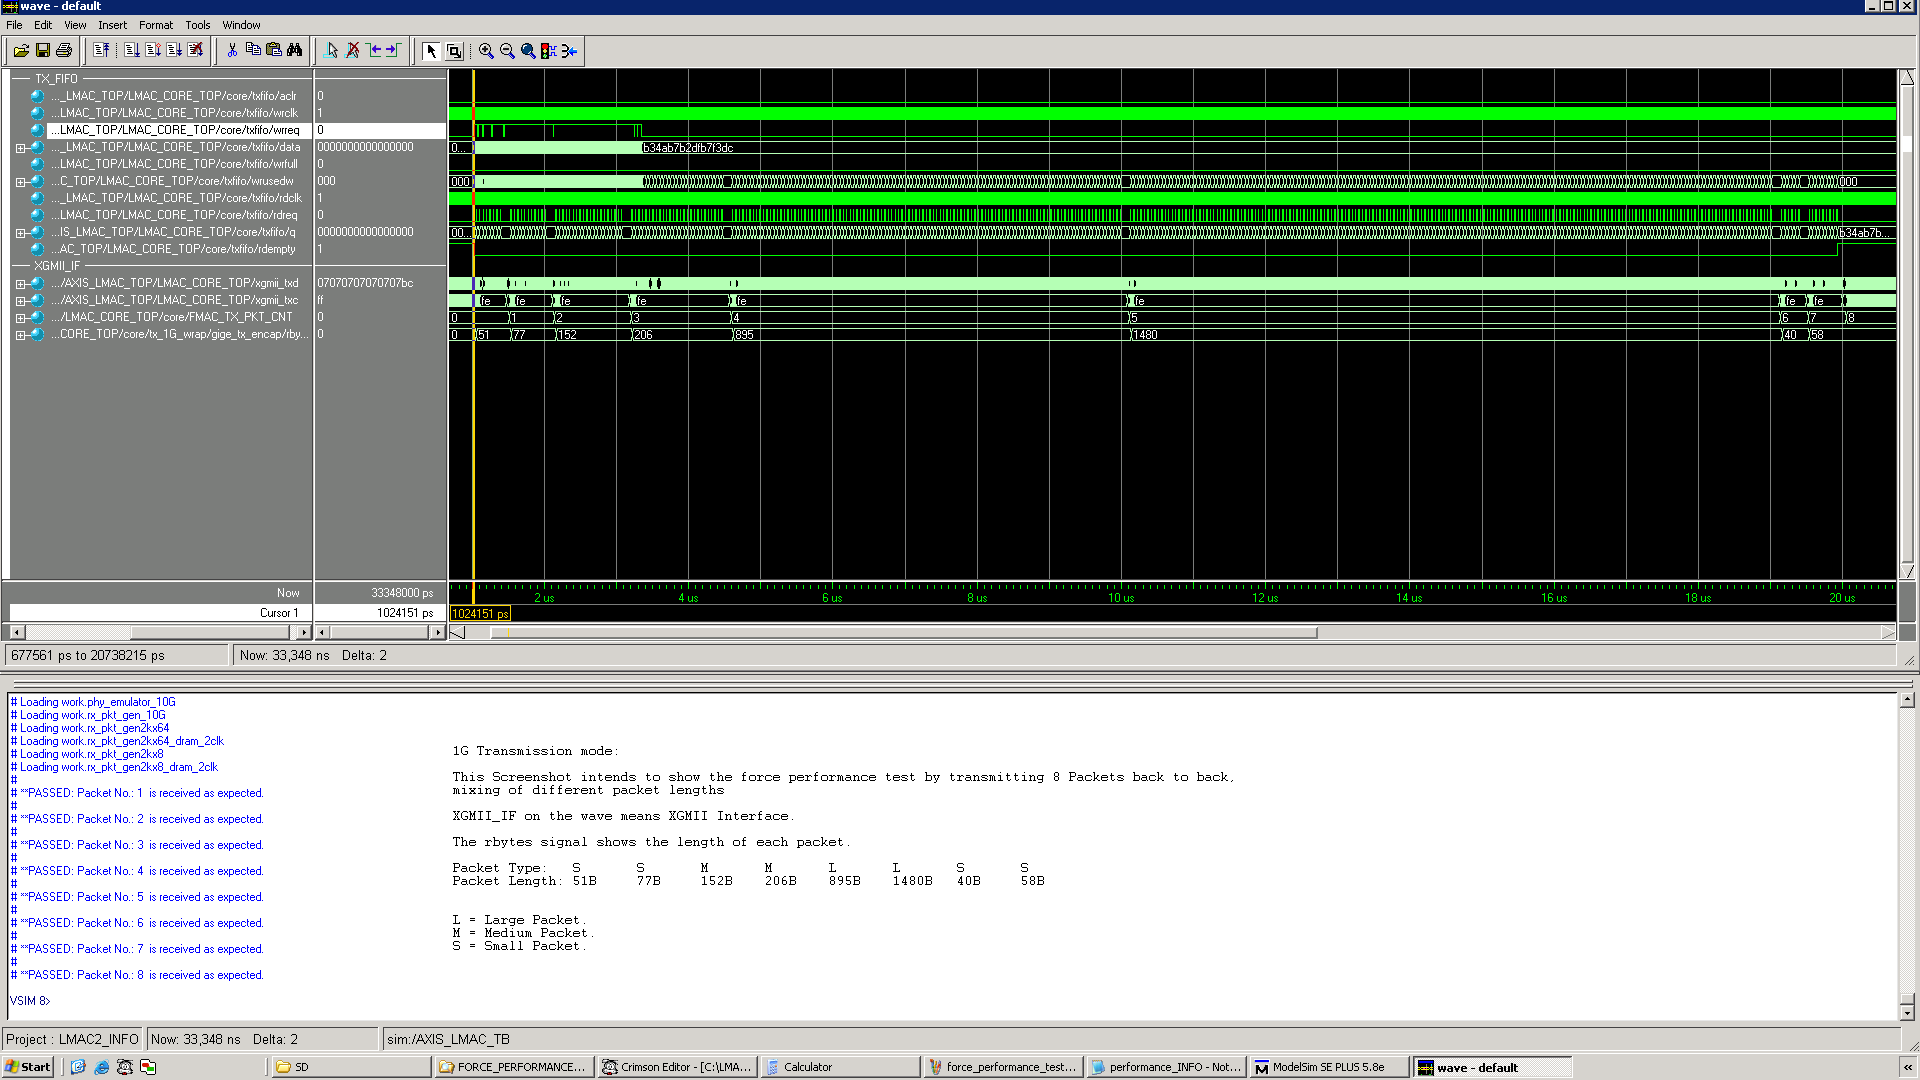 wave - default
File Edit View Insert Format Tools Window
TX_FIFO
..._LMAC_TOP/LMAC_CORE_TOP/core/txfifo/aclr 0
...LMAC_TOP/LMAC_CORE_TOP/core/txfifo/wrclk 1
...LMAC_TOP/LMAC_CORE_TOP/core/txfifo/wrreq 0
..._LMAC_TOP/LMAC_CORE_TOP/core/txfifo/data 0000000000000000 0... b34ab7b2dfb7f3dc
...LMAC_TOP/LMAC_CORE_TOP/core/txfifo/wrfull 0
...C_TOP/LMAC_CORE_TOP/core/txfifo/wrusedw 000 000 000
..._LMAC_TOP/LMAC_CORE_TOP/core/txfifo/rdclk 1
...LMAC_TOP/LMAC_CORE_TOP/core/txfifo/rdreq 0
...IS_LMAC_TOP/LMAC_CORE_TOP/core/txfifo/q 0000000000000000 00... b34ab7b...
...AC_TOP/LMAC_CORE_TOP/core/txfifo/rdempty 1
XGMII_IF
.../AXIS_LMAC_TOP/LMAC_CORE_TOP/xgmii_txd 07070707070707bc
.../AXIS_LMAC_TOP/LMAC_CORE_TOP/xgmii_txc ff fe fe fe fe fe fe fe fe
.../LMAC_CORE_TOP/core/FMAC_TX_PKT_CNT 0 0 1 2 3 4 5 6 7 8
...CORE_TOP/core/tx_1G_wrap/gige_tx_encap/rby... 0 0 51 77 152 206 895 1480 40 58
Now 33348000 ps 2 us 4 us 6 us 8 us 10 us 12 us 14 us 16 us 18 us 20 us
Cursor 1 1024151 ps 1024151 ps
677561 ps to 20738215 ps Now: 33,348 ns Delta: 2
# Loading work.phy_emulator_10G
# Loading work.rx_pkt_gen_10G
# Loading work.rx_pkt_gen2kx64
# Loading work.rx_pkt_gen2kx64_dram_2clk
# Loading work.rx_pkt_gen2kx8
# Loading work.rx_pkt_gen2kx8_dram_2clk
#
# **PASSED: Packet No.: 1 is received as expected.
#
# **PASSED: Packet No.: 2 is received as expected.
#
# **PASSED: Packet No.: 3 is received as expected.
#
# **PASSED: Packet No.: 4 is received as expected.
#
# **PASSED: Packet No.: 5 is received as expected.
#
# **PASSED: Packet No.: 6 is received as expected.
#
# **PASSED: Packet No.: 7 is received as expected.
#
# **PASSED: Packet No.: 8 is received as expected.
VSIM 8>
1G Transmission mode:
This Screenshot intends to show the force performance test by transmitting 8 Packets back to back,
mixing of different packet lengths
XGMII_IF on the wave means XGMII Interface.
The rbytes signal shows the length of each packet.
Packet Type: S S M M L L S S
Packet Length: 51B 77B 152B 206B 895B 1480B 40B 58B
L = Large Packet.
M = Medium Packet.
S = Small Packet.
Project : LMAC2_INFO Now: 33,348 ns Delta: 2 sim:/AXIS_LMAC_TB
Start SD FORCE_PERFORMANCE... Crimson Editor - [C:\LMA... Calculator force_performance_test... performance_INFO - Not... ModelSim SE PLUS 5.8e wave - default